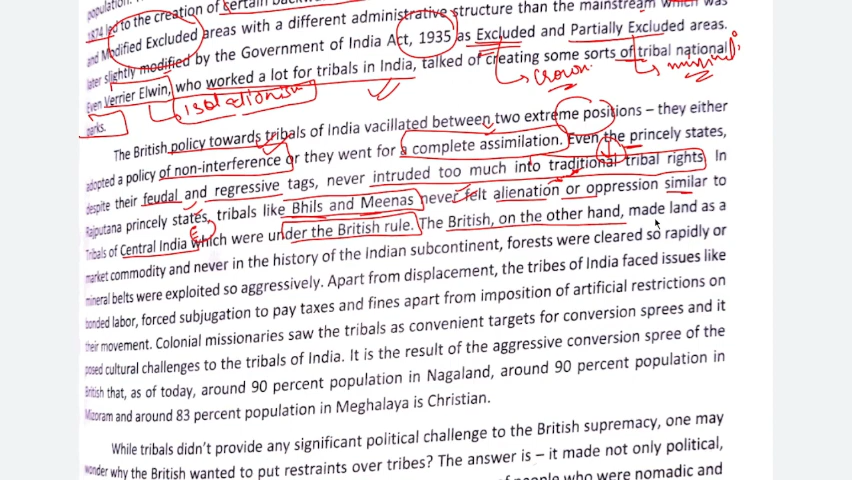 population.
1874 led to the creation of certain backw
and Modified Excluded areas with a different administrative structure than the mainstream which was
later slightly modified by the Government of India Act, 1935 as Excluded and Partially Excluded areas.
Even Verrier Elwin, who worked a lot for tribals in India, talked of creating some sorts of tribal national
parks.
isolationism
crown
The British policy towards tribals of India vacillated between two extreme positions – they either
adopted a policy of non-interference or they went for a complete assimilation. Even the princely states,
despite their feudal and regressive tags, never intruded too much into traditional tribal rights. In
Rajputana princely states, tribals like Bhils and Meenas never felt alienation or oppression similar to
Tribals of Central India which were under the British rule. The British, on the other hand, made land as a
market commodity and never in the history of the Indian subcontinent, forests were cleared so rapidly or
mineral belts were exploited so aggressively. Apart from displacement, the tribes of India faced issues like
bonded labor, forced subjugation to pay taxes and fines apart from imposition of artificial restrictions on
their movement. Colonial missionaries saw the tribals as convenient targets for conversion sprees and it
posed cultural challenges to the tribals of India. It is the result of the aggressive conversion spree of the
British that, as of today, around 90 percent population in Nagaland, around 90 percent population in
Mizoram and around 83 percent population in Meghalaya is Christian.
While tribals didn't provide any significant political challenge to the British supremacy, one may
wonder why the British wanted to put restraints over tribes? The answer is – it made not only political,
of people who were nomadic and